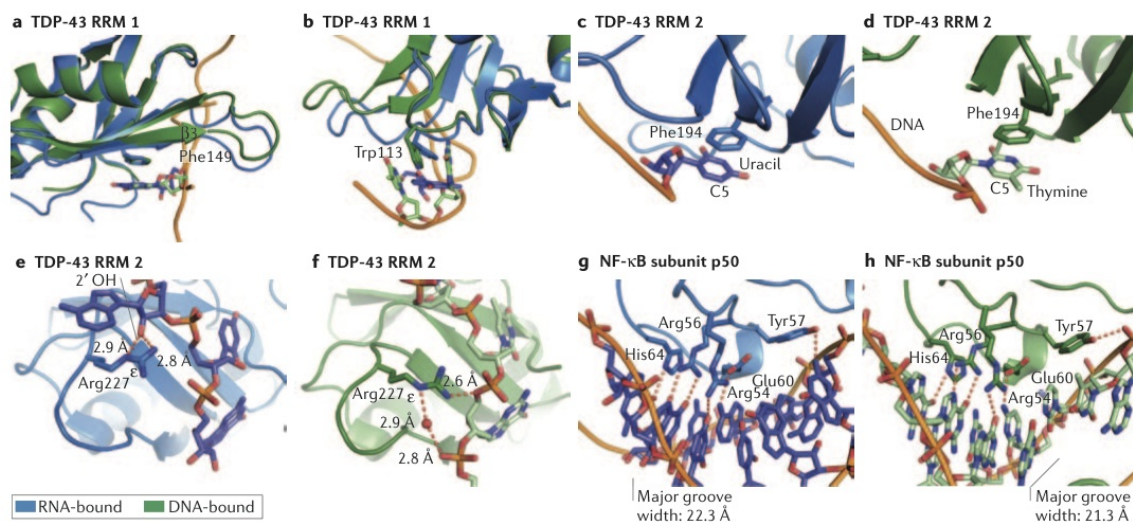 a TDP-43 RRM 1
β3
Phe149
b TDP-43 RRM 1
Trp113
c TDP-43 RRM 2
Phe194
Uracil
C5
d TDP-43 RRM 2
DNA
Phe194
C5
Thymine
e TDP-43 RRM 2
2′ OH
2.9 Å
2.8 Å
Arg227
ε
f TDP-43 RRM 2
2.6 Å
Arg227 ε
2.9 Å
2.8 Å
g NF-κB subunit p50
Arg56
Tyr57
His64
Glu60
Arg54
Major groove
width: 22.3 Å
h NF-κB subunit p50
Arg56
Tyr57
His64
Glu60
Arg54
Major groove
width: 21.3 Å
RNA-bound
DNA-bound